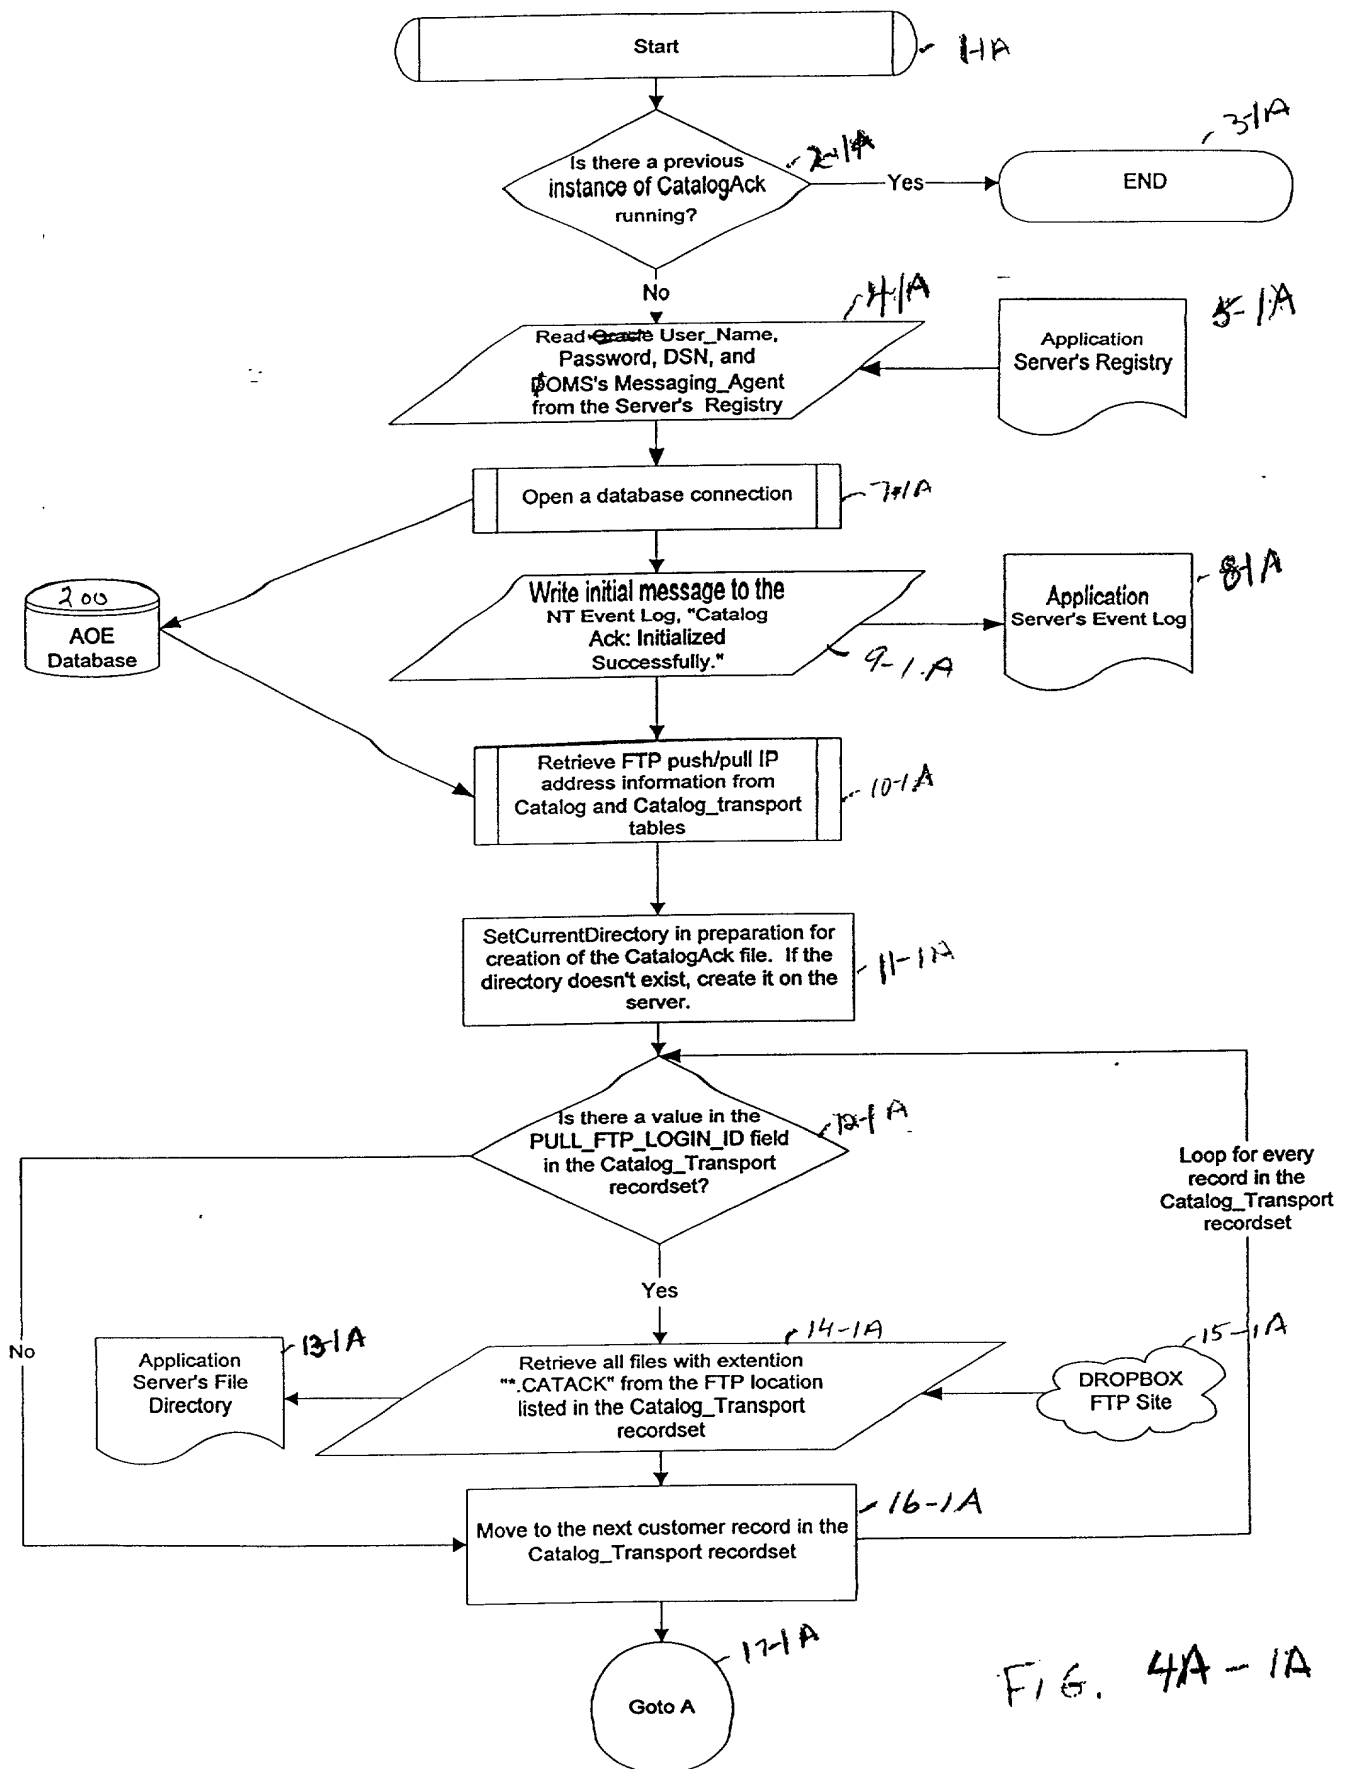 Start
1-1A
Is there a previous
instance of CatalogAck
running?
2-1A
Yes
3-1A
END
No
4-1A
Read Oracle User_Name,
Password, DSN, and
DOMS's Messaging_Agent
from the Server's Registry
5-1A
Application
Server's Registry
Open a database connection
7-1A
200
AOE
Database
Write initial message to the
NT Event Log, "Catalog
Ack: Initialized
Successfully."
9-1.A
8-1A
Application
Server's Event Log
Retrieve FTP push/pull IP
address information from
Catalog and Catalog_transport
tables
10-1.A
SetCurrentDirectory in preparation for
creation of the CatalogAck file. If the
directory doesn't exist, create it on the
server.
11-1A
Is there a value in the
PULL_FTP_LOGIN_ID field
in the Catalog_Transport
recordset?
12-1A
Loop for every
record in the
Catalog_Transport
recordset
Yes
No
13-1A
Application
Server's File
Directory
14-1A
Retrieve all files with extention
"*.CATACK" from the FTP location
listed in the Catalog_Transport
recordset
15-1A
DROPBOX
FTP Site
16-1A
Move to the next customer record in the
Catalog_Transport recordset
17-1A
Goto A
FIG. 4A-1A